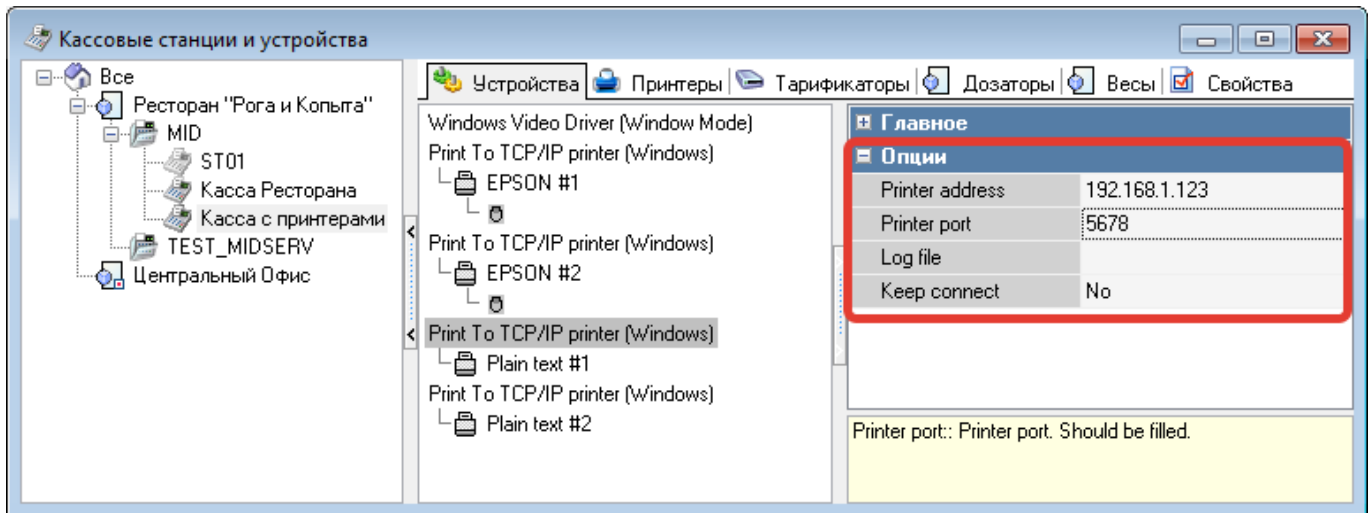 Кассовые станции и устройства
Все
Ресторан "Рога и Копыта"
MID
ST01
Касса Ресторана
Касса с принтерами
TEST_MIDSERV
Центральный Офис
Устройства Принтеры Тарификаторы Дозаторы Весы Свойства
Windows Video Driver (Window Mode)
Print To TCP/IP printer (Windows)
EPSON #1
Print To TCP/IP printer (Windows)
EPSON #2
Print To TCP/IP printer (Windows)
Plain text #1
Print To TCP/IP printer (Windows)
Plain text #2
Главное
Опции
Printer address 192.168.1.123
Printer port 5678
Log file
Keep connect No
Printer port:: Printer port. Should be filled.